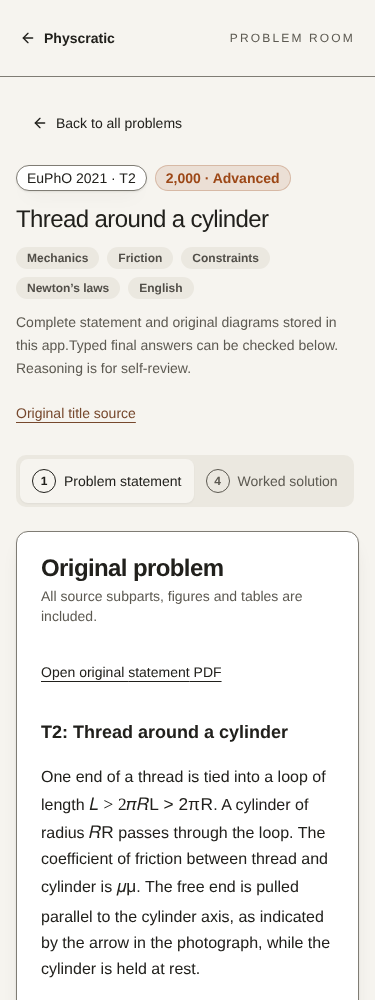 Physcratic
PROBLEM ROOM
Back to all problems
EuPhO 2021 · T2
2,000 · Advanced
Thread around a cylinder
Mechanics
Friction
Constraints
Newton's laws
English
Complete statement and original diagrams stored in
this app.Typed final answers can be checked below.
Reasoning is for self-review.
Original title source
1 Problem statement
4 Worked solution
Original problem
All source subparts, figures and tables are
included.
Open original statement PDF
T2: Thread around a cylinder
One end of a thread is tied into a loop of
length L > 2πRL > 2πR. A cylinder of
radius RR passes through the loop. The
coefficient of friction between thread and
cylinder is μμ. The free end is pulled
parallel to the cylinder axis, as indicated
by the arrow in the photograph, while the
cylinder is held at rest.